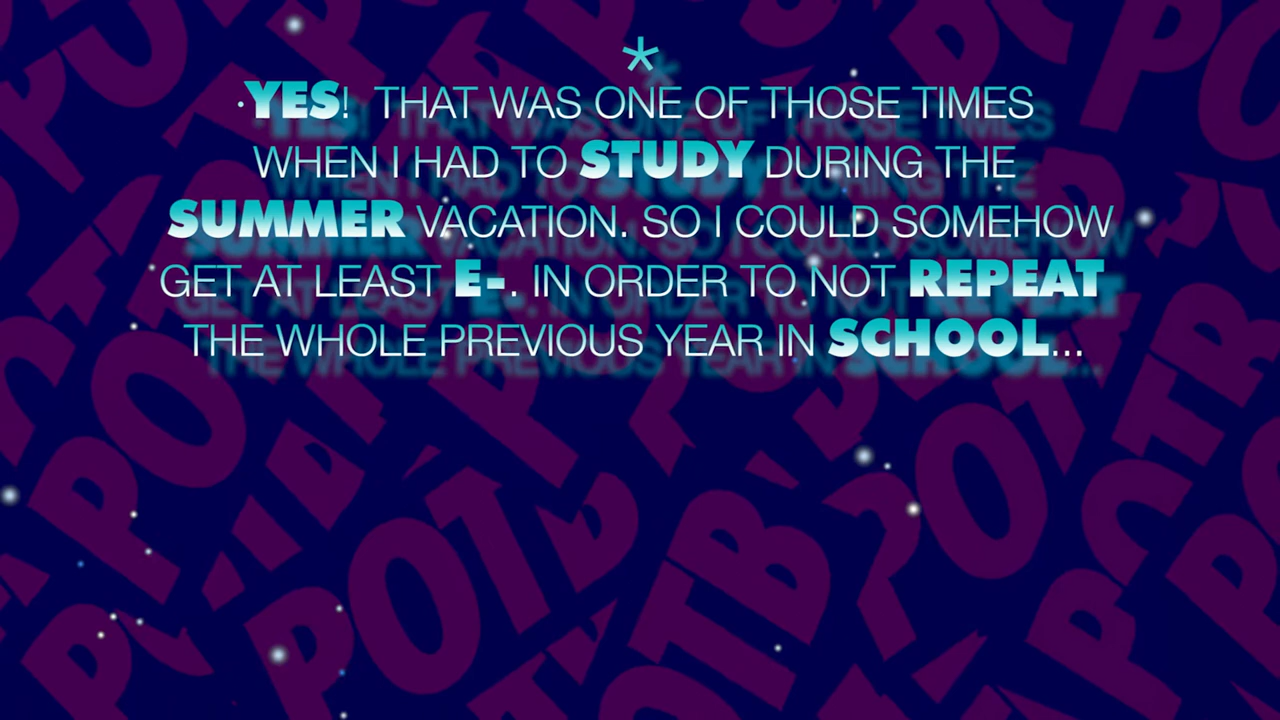 *
·YES! THAT WAS ONE OF THOSE TIMES
WHEN I HAD TO STUDY DURING THE
SUMMER VACATION. SO I COULD SOMEHOW
GET AT LEAST E-. IN ORDER TO NOT REPEAT
THE WHOLE PREVIOUS YEAR IN SCHOOL...